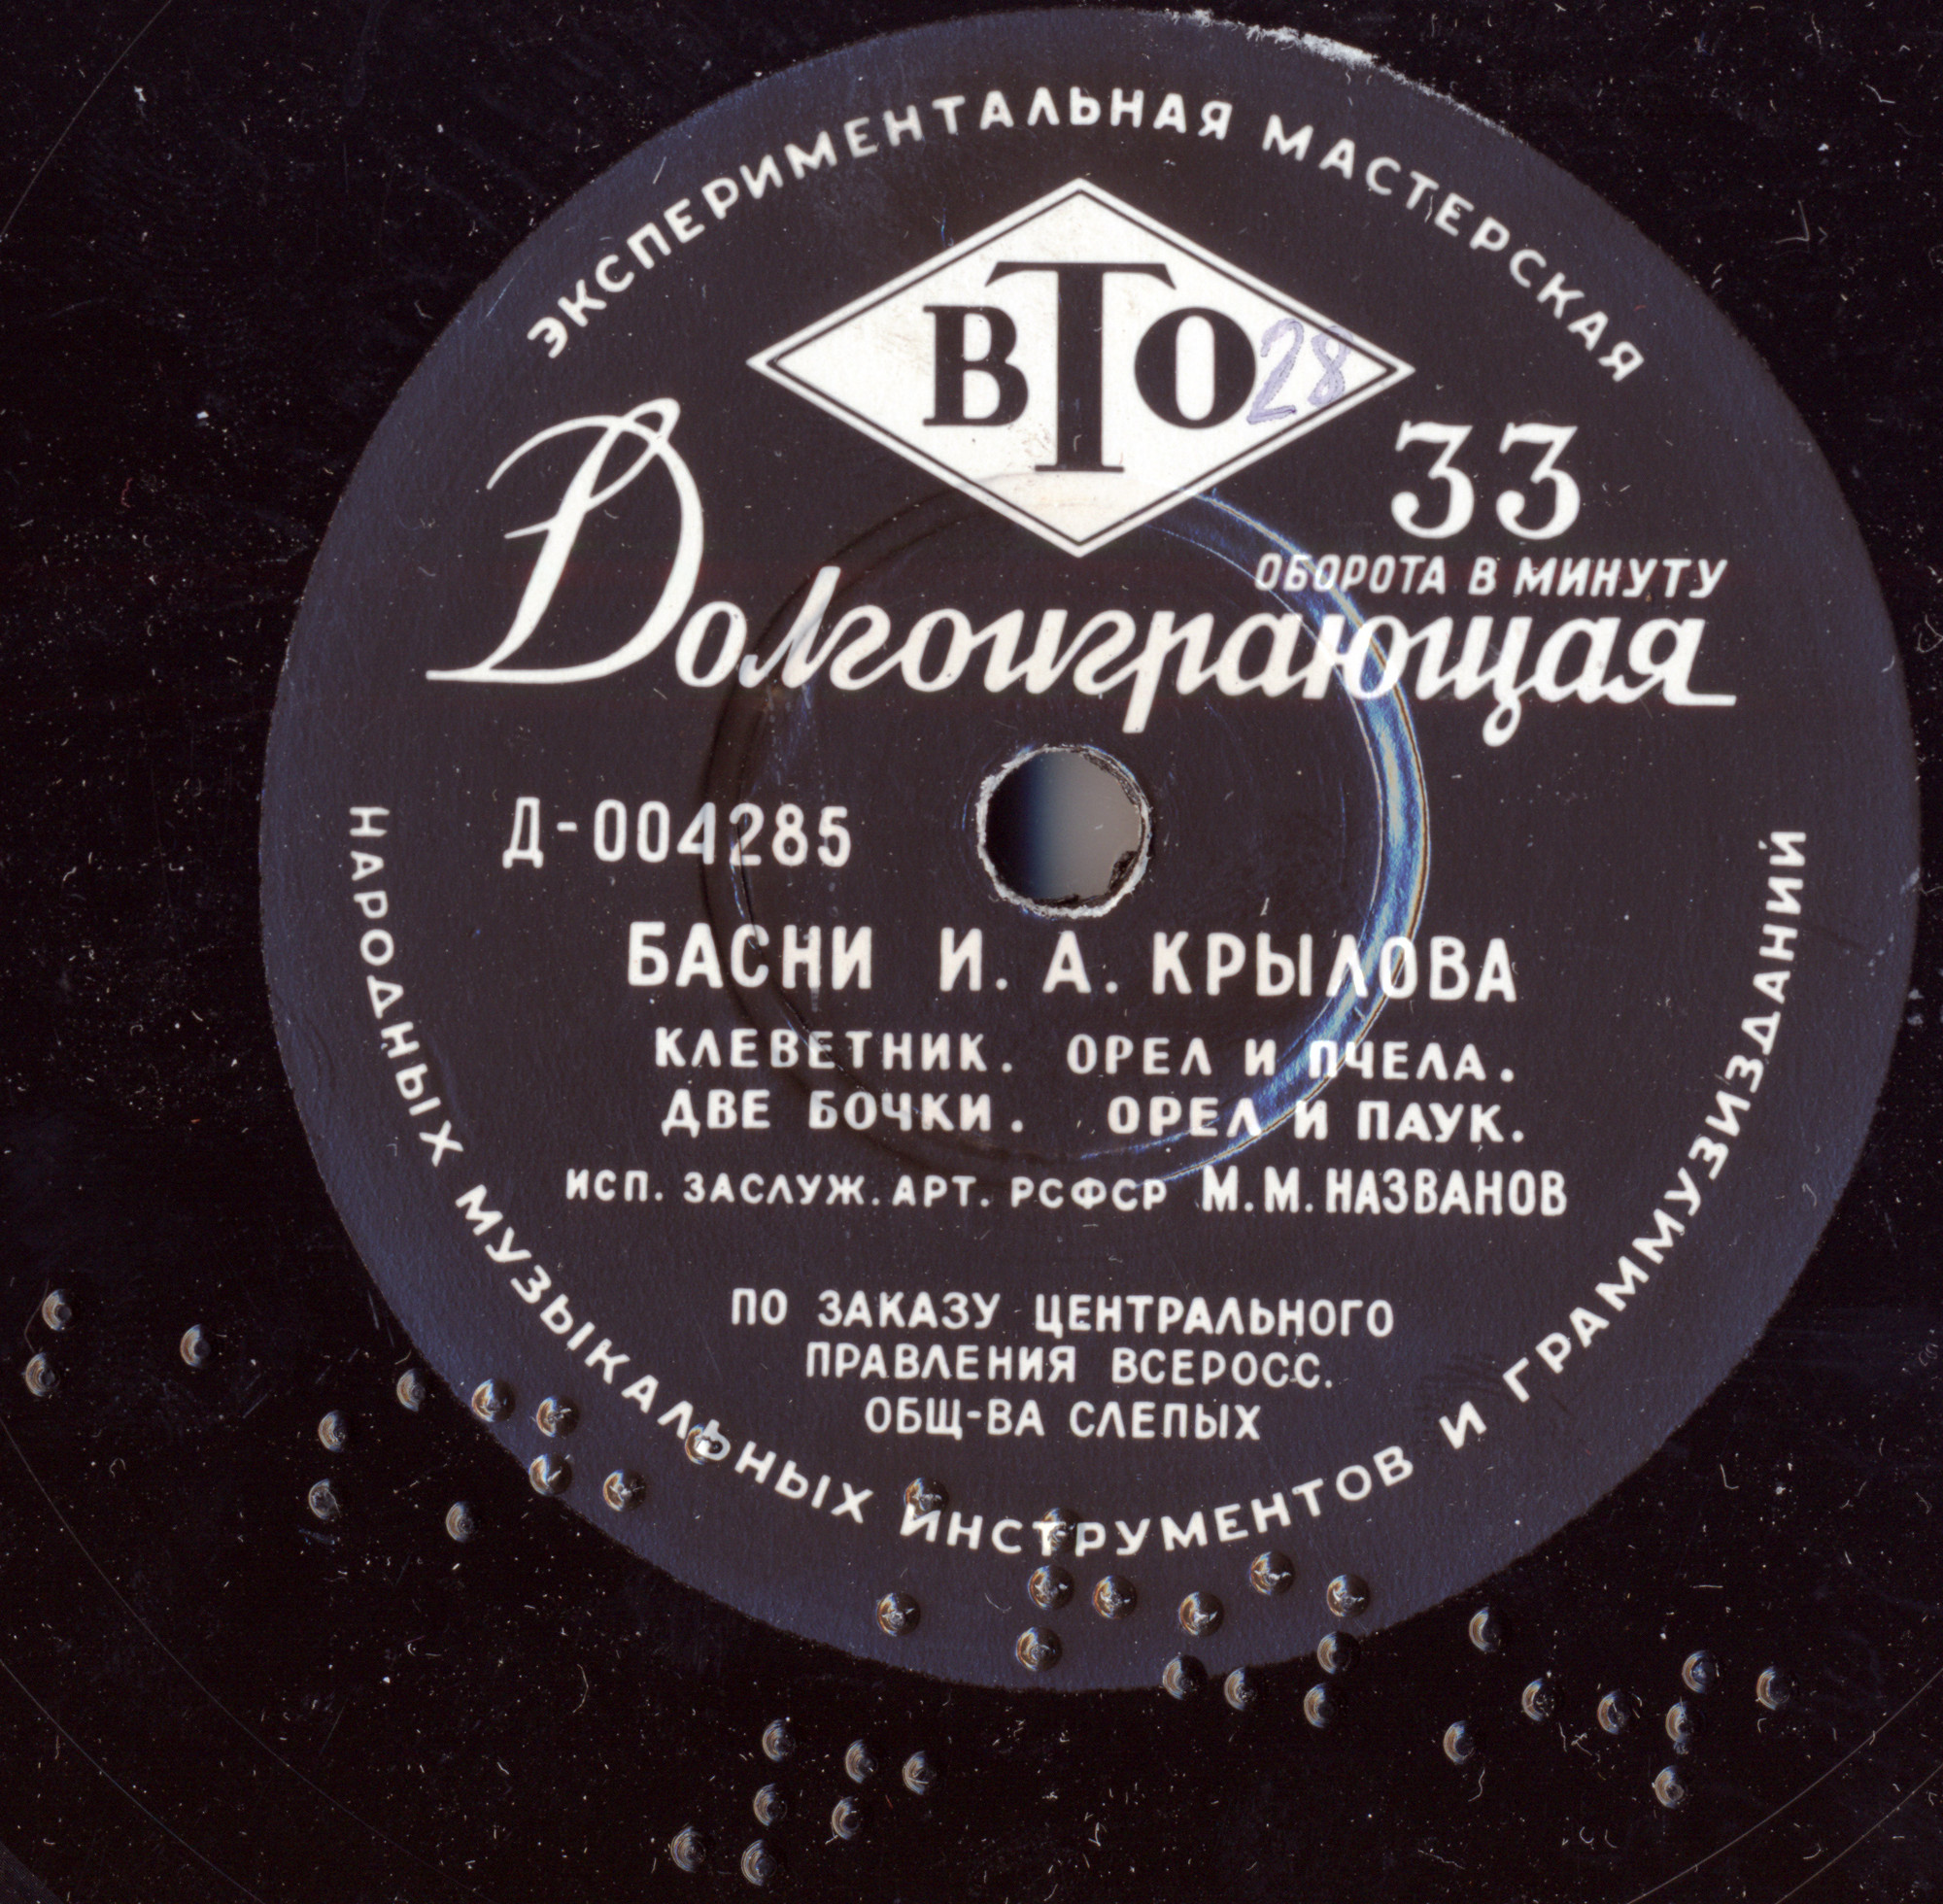 ЭКСПЕРИМЕНТАЛЬНАЯ МАСТЕРСКАЯ
ВТО
28
33
ОБОРОТА В МИНУТУ
Долгоиграющая
Д-004285
БАСНИ И. А. КРЫЛОВА
КЛЕВЕТНИК. ОРЕЛ И ПЧЕЛА.
ДВЕ БОЧКИ. ОРЕЛ И ПАУК.
ИСП. ЗАСЛУЖ. АРТ. РСФСР М. М. НАЗВАНОВ
ПО ЗАКАЗУ ЦЕНТРАЛЬНОГО
ПРАВЛЕНИЯ ВСЕРОСС.
ОБЩ-ВА СЛЕПЫХ
НАРОДНЫХ МУЗЫКАЛЬНЫХ ИНСТРУМЕНТОВ И ГРАММУЗИЗДАНИЙ